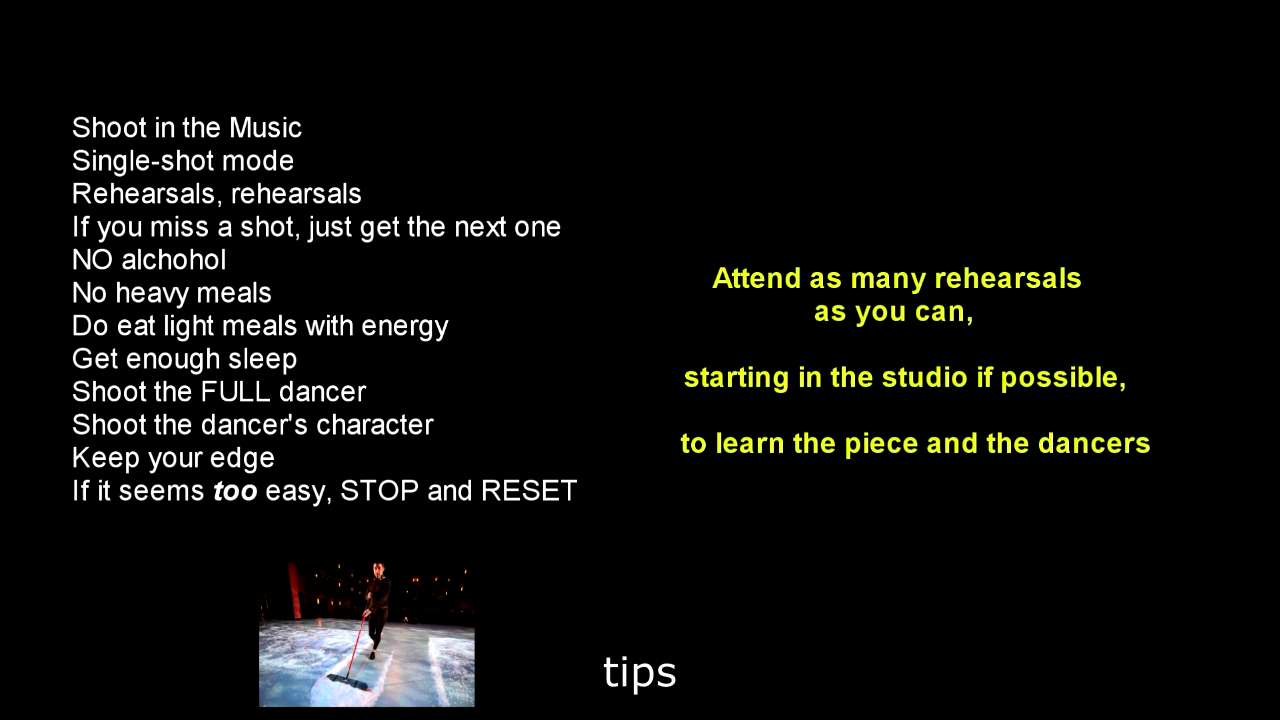 Shoot in the Music
Single-shot mode
Rehearsals, rehearsals
If you miss a shot, just get the next one
NO alchohol
No heavy meals
Do eat light meals with energy
Get enough sleep
Shoot the FULL dancer
Shoot the dancer's character
Keep your edge
If it seems too easy, STOP and RESET
Attend as many rehearsals
as you can,
starting in the studio if possible,
to learn the piece and the dancers
tips